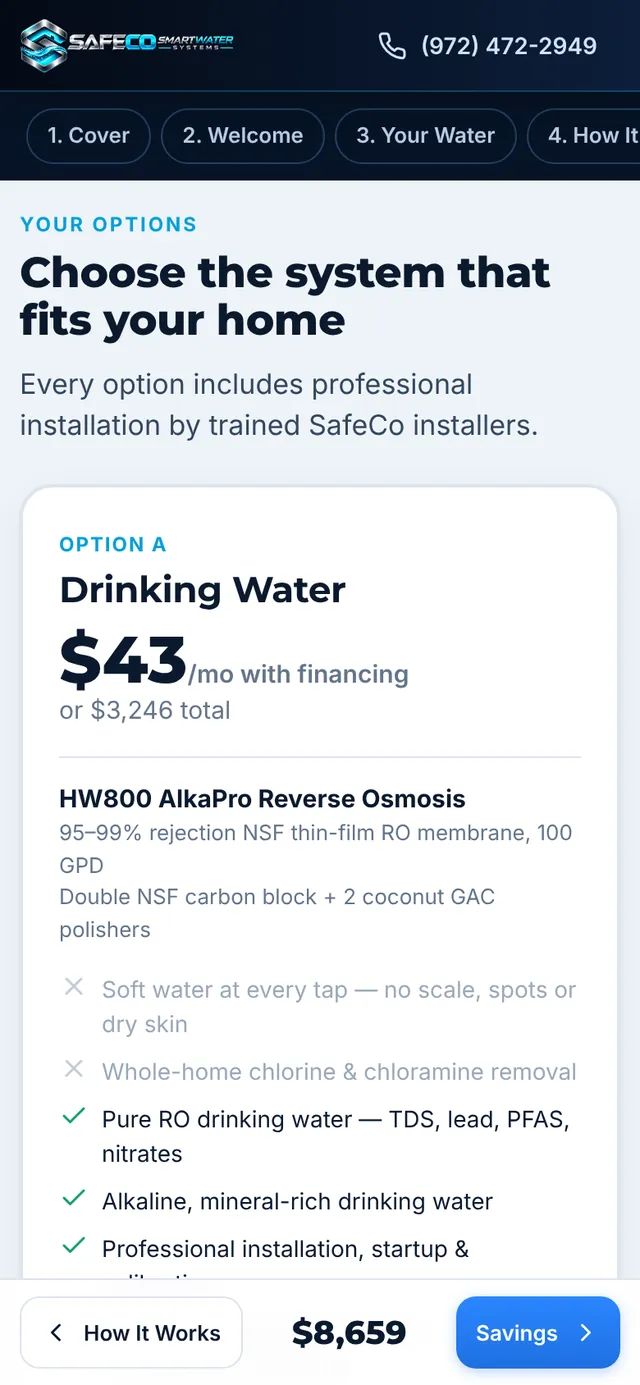 SAFECO SMARTWATER
SYSTEMS
(972) 472-2949
1. Cover
2. Welcome
3. Your Water
4. How It
YOUR OPTIONS
Choose the system that
fits your home
Every option includes professional
installation by trained SafeCo installers.
OPTION A
Drinking Water
$43/mo with financing
or $3,246 total
HW800 AlkaPro Reverse Osmosis
95–99% rejection NSF thin-film RO membrane, 100
GPD
Double NSF carbon block + 2 coconut GAC
polishers
Soft water at every tap — no scale, spots or
dry skin
Whole-home chlorine & chloramine removal
Pure RO drinking water — TDS, lead, PFAS,
nitrates
Alkaline, mineral-rich drinking water
Professional installation, startup &
How It Works
$8,659
Savings